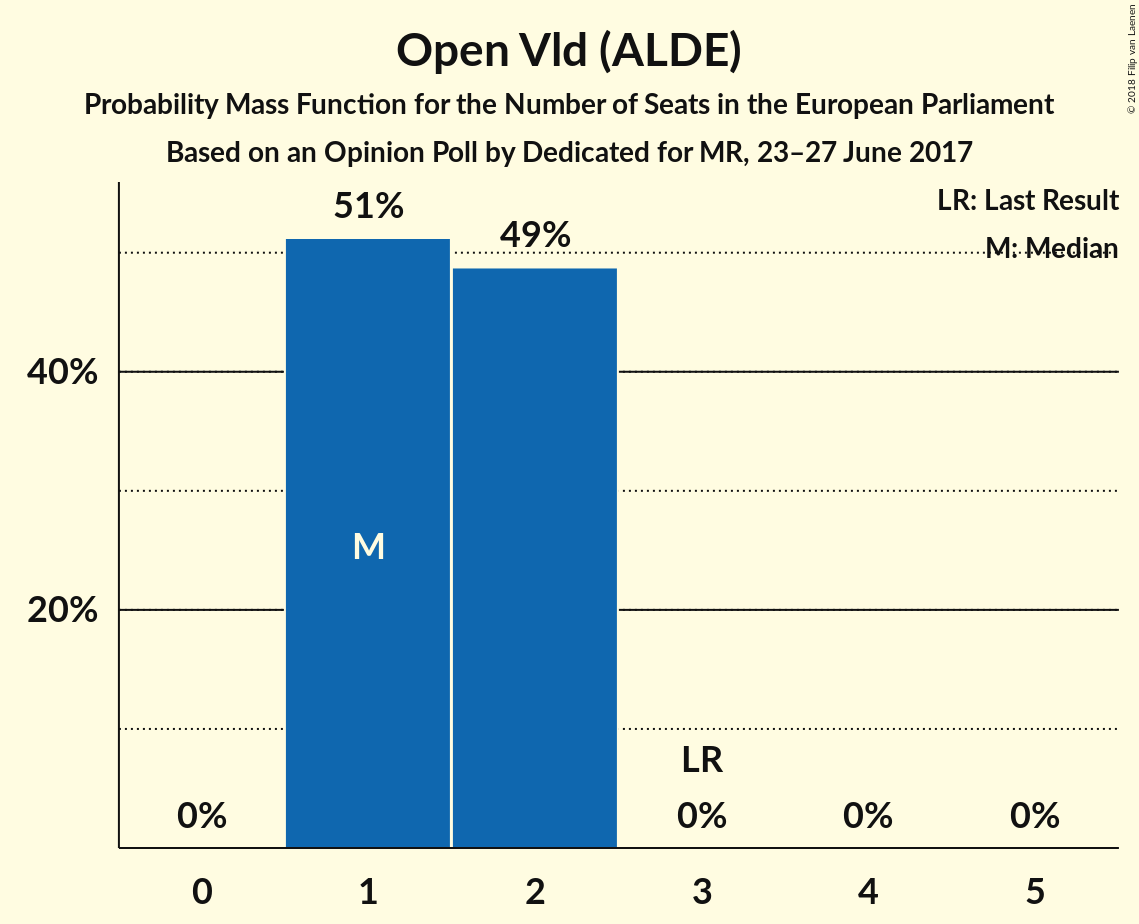 Open Vld (ALDE)
Probability Mass Function for the Number of Seats in the European Parliament
Based on an Opinion Poll by Dedicated for MR, 23–27 June 2017
© 2018 Filip van Laenen
LR: Last Result
M: Median
51%
49%
40%
20%
M
LR
0%
0%
0%
0%
0
1
2
3
4
5